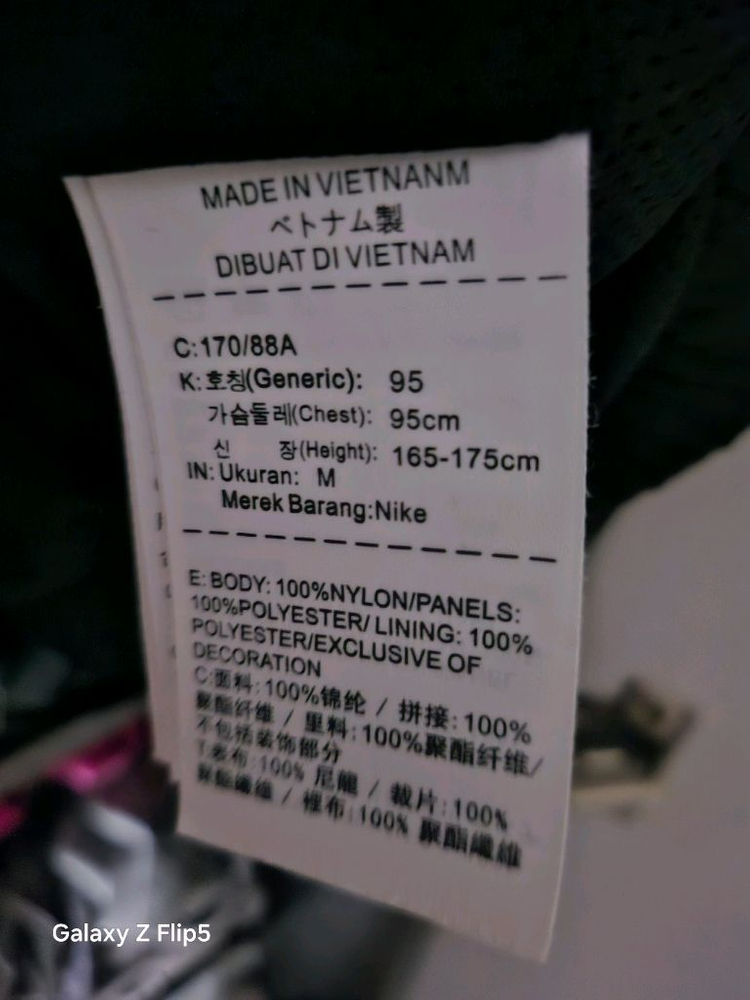 MADE IN VIETNANM
ベトナム製
DIBUAT DI VIETNAM
C:170/88A
K:호칭(Generic): 95
가슴둘레(Chest): 95cm
신 장(Height): 165-175cm
IN: Ukuran: M
Merek Barang:Nike
E: BODY: 100%NYLON/PANELS:
100%POLYESTER/ LINING: 100%
POLYESTER/EXCLUSIVE OF
DECORATION
C:面料:100%锦纶 / 拼接:100%
聚酯纤维 / 里料:100%聚酯纤维/
不包括装饰部分
T:表布:100% 尼龍 / 裁片:100%
聚酯纖維 / 裡布:100% 聚酯纖維
Galaxy Z Flip5